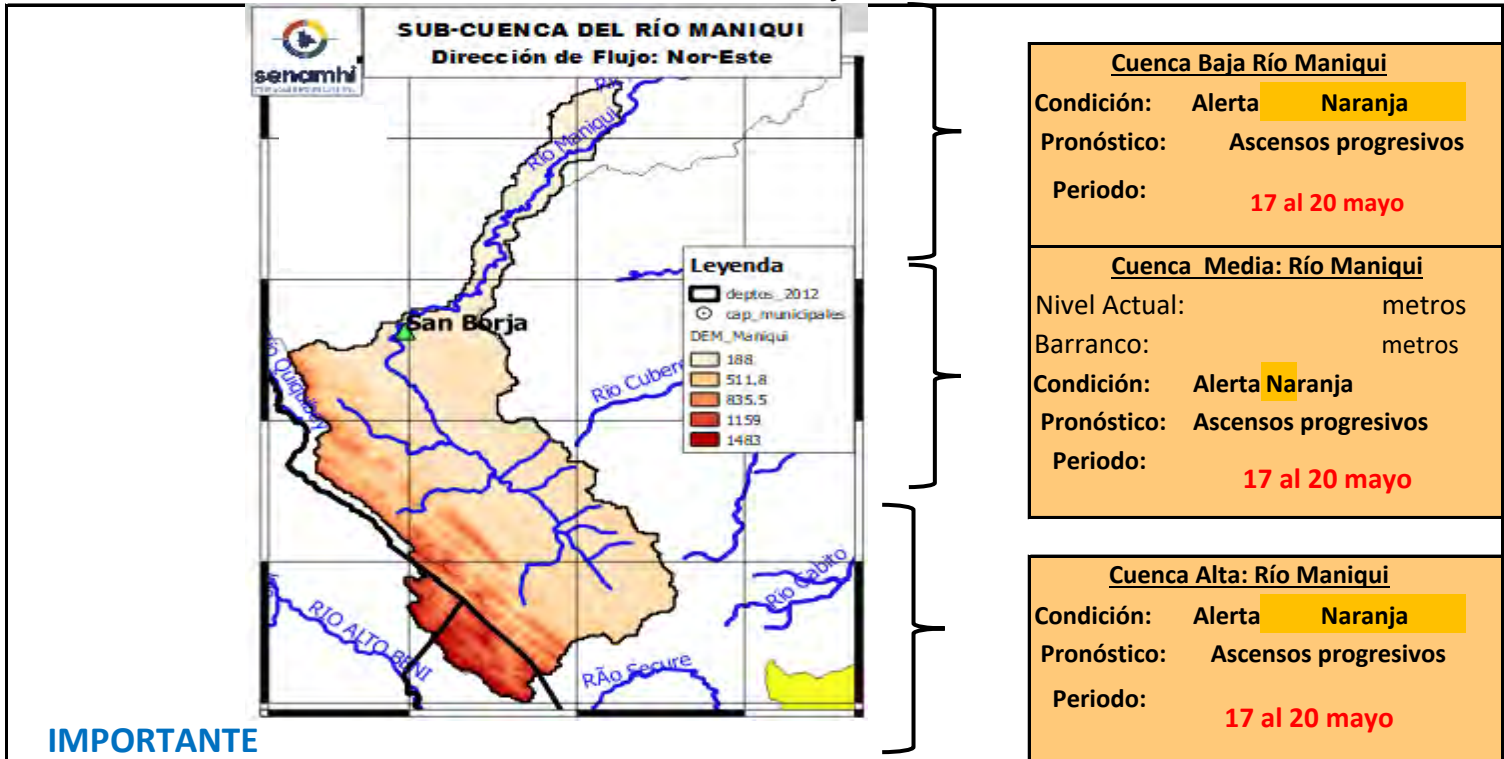 senamhi
SUB-CUENCA DEL RÍO MANIQUI
Dirección de Flujo: Nor-Este
Río Maniqui
San Borja
Río Cubere
Río Cabito
RÍO ALTO BENI
RÃo Secure
Leyenda
deptos_2012
cap_municipales
DEM_Maniqui
188
511.8
835.5
1159
1483
Cuenca Baja Río Maniqui
Condición: Alerta Naranja
Pronóstico: Ascensos progresivos
Periodo: 17 al 20 mayo
Cuenca Media: Río Maniqui
Nivel Actual: metros
Barranco: metros
Condición: Alerta Naranja
Pronóstico: Ascensos progresivos
Periodo: 17 al 20 mayo
Cuenca Alta: Río Maniqui
Condición: Alerta Naranja
Pronóstico: Ascensos progresivos
Periodo: 17 al 20 mayo
IMPORTANTE